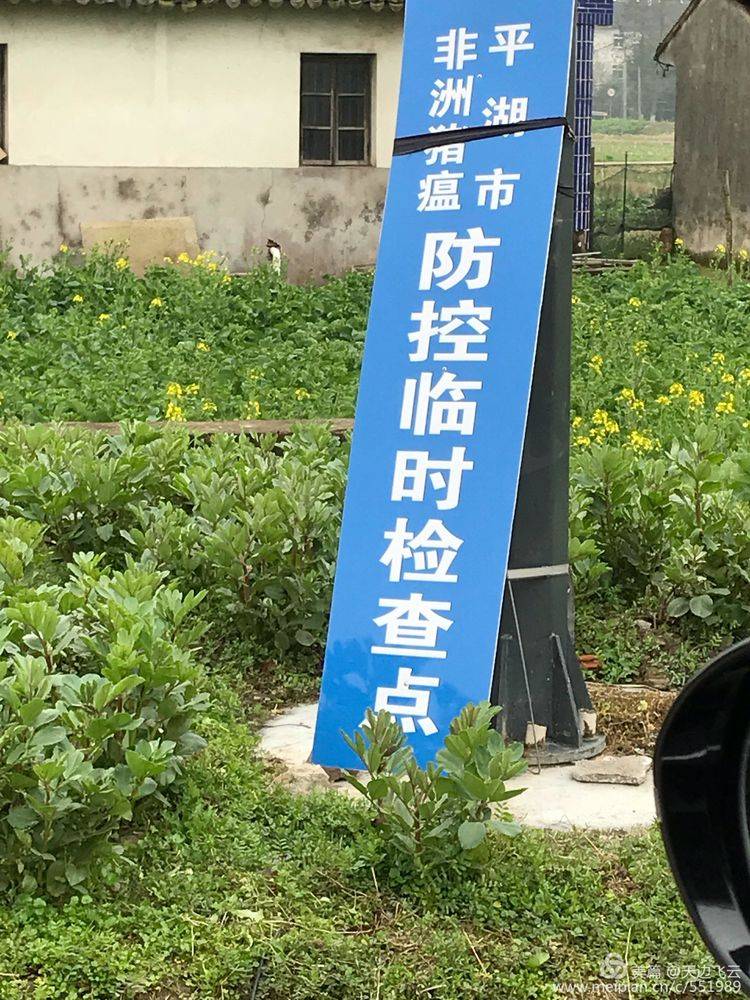 平湖市
非洲猪瘟
防控临时检查点
美篇 @天边飞云
www.meipian.cn/c/551989